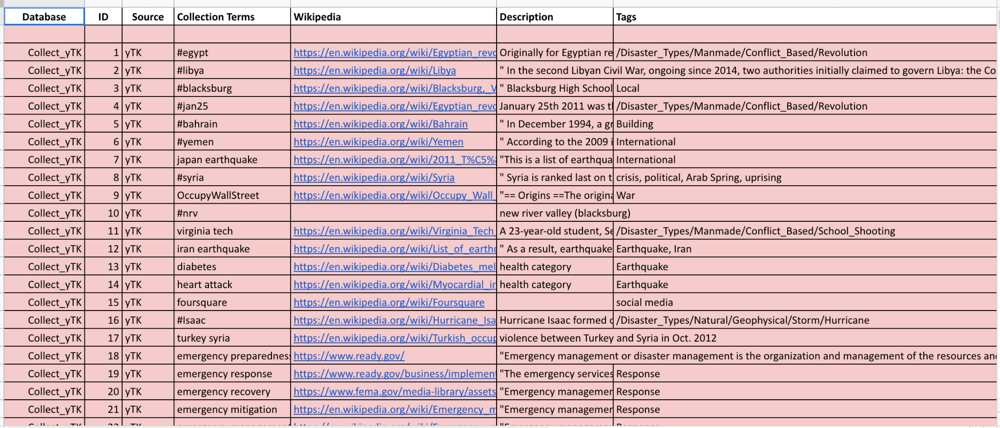 Database ID Source Collection Terms Wikipedia Description Tags
Collect_yTK 1 yTK #egypt https://en.wikipedia.org/wiki/Egyptian_revo Originally for Egyptian re /Disaster_Types/Manmade/Conflict_Based/Revolution
Collect_yTK 2 yTK #libya https://en.wikipedia.org/wiki/Libya " In the second Libyan Civil War, ongoing since 2014, two authorities initially claimed to govern Libya: the Co
Collect_yTK 3 yTK #blacksburg https://en.wikipedia.org/wiki/Blacksburg,_V " Blacksburg High School Local
Collect_yTK 4 yTK #jan25 https://en.wikipedia.org/wiki/Egyptian_revo January 25th 2011 was t /Disaster_Types/Manmade/Conflict_Based/Revolution
Collect_yTK 5 yTK #bahrain https://en.wikipedia.org/wiki/Bahrain " In December 1994, a gr Building
Collect_yTK 6 yTK #yemen https://en.wikipedia.org/wiki/Yemen " According to the 2009 i International
Collect_yTK 7 yTK japan earthquake https://en.wikipedia.org/wiki/2011_T%C5% "This is a list of earthqua International
Collect_yTK 8 yTK #syria https://en.wikipedia.org/wiki/Syria " Syria is ranked last on t crisis, political, Arab Spring, uprising
Collect_yTK 9 yTK OccupyWallStreet https://en.wikipedia.org/wiki/Occupy_Wall_ "== Origins ==The origina War
Collect_yTK 10 yTK #nrv new river valley (blacksburg)
Collect_yTK 11 yTK virginia tech https://en.wikipedia.org/wiki/Virginia_Tech_ A 23-year-old student, Se /Disaster_Types/Manmade/Conflict_Based/School_Shooting
Collect_yTK 12 yTK iran earthquake https://en.wikipedia.org/wiki/List_of_earthq " As a result, earthquake Earthquake, Iran
Collect_yTK 13 yTK diabetes https://en.wikipedia.org/wiki/Diabetes_mel health category Earthquake
Collect_yTK 14 yTK heart attack https://en.wikipedia.org/wiki/Myocardial_in health category Earthquake
Collect_yTK 15 yTK foursquare https://en.wikipedia.org/wiki/Foursquare social media
Collect_yTK 16 yTK #Isaac https://en.wikipedia.org/wiki/Hurricane_Isa Hurricane Isaac formed o /Disaster_Types/Natural/Geophysical/Storm/Hurricane
Collect_yTK 17 yTK turkey syria https://en.wikipedia.org/wiki/Turkish_occup violence between Turkey and Syria in Oct. 2012
Collect_yTK 18 yTK emergency preparedness https://www.ready.gov/ "Emergency management or disaster management is the organization and management of the resources and
Collect_yTK 19 yTK emergency response https://www.ready.gov/business/implement "The emergency services Response
Collect_yTK 20 yTK emergency recovery https://www.fema.gov/media-library/assets "Emergency managemen Response
Collect_yTK 21 yTK emergency mitigation https://en.wikipedia.org/wiki/Emergency_m "Emergency managemen Response